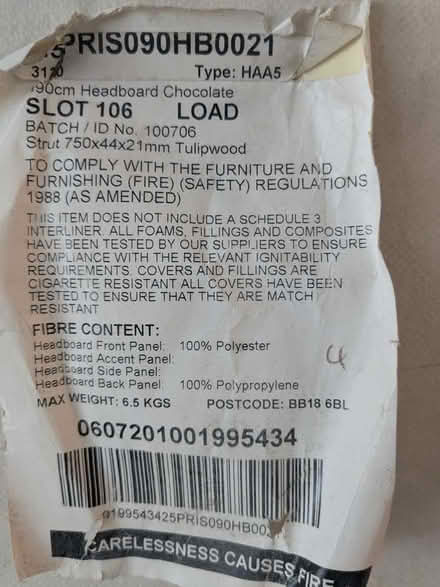 PRIS090HB0021
3120 Type: HAA5
90cm Headboard Chocolate
SLOT 106 LOAD
BATCH / ID No. 100706
Strut 750x44x21mm Tulipwood
TO COMPLY WITH THE FURNITURE AND
FURNISHING (FIRE) (SAFETY) REGULATIONS
1988 (AS AMENDED)
THIS ITEM DOES NOT INCLUDE A SCHEDULE 3
INTERLINER. ALL FOAMS, FILLINGS AND COMPOSITES
HAVE BEEN TESTED BY OUR SUPPLIERS TO ENSURE
COMPLIANCE WITH THE RELEVANT IGNITABILITY
REQUIREMENTS. COVERS AND FILLINGS ARE
CIGARETTE RESISTANT ALL COVERS HAVE BEEN
TESTED TO ENSURE THAT THEY ARE MATCH
RESISTANT
FIBRE CONTENT:
Headboard Front Panel: 100% Polyester
Headboard Accent Panel:
Headboard Side Panel:
Headboard Back Panel: 100% Polypropylene
4
MAX WEIGHT: 6.5 KGS POSTCODE: BB18 6BL
0607201001995434
0199543425PRIS090HB00
CARELESSNESS CAUSES FIRE